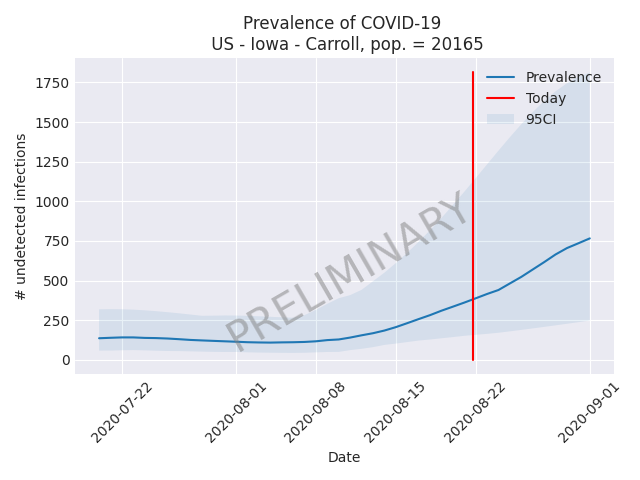 Prevalence of COVID-19
US - Iowa - Carroll, pop. = 20165
Prevalence
Today
95CI
PRELIMINARY
# undetected infections
1750
1500
1250
1000
750
500
250
0
2020-07-22
2020-08-01
2020-08-08
2020-08-15
2020-08-22
2020-09-01
Date